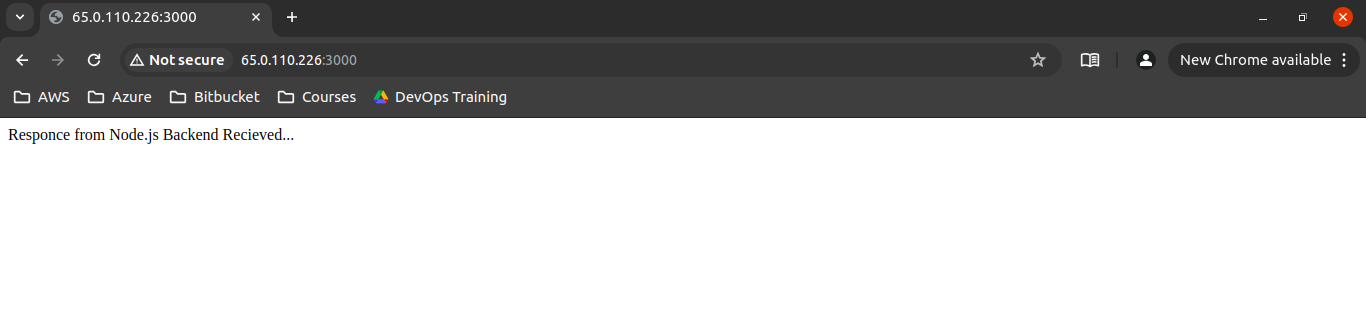 65.0.110.226:3000
Not secure 65.0.110.226:3000 New Chrome available
AWS Azure Bitbucket Courses DevOps Training
Responce from Node.js Backend Recieved...